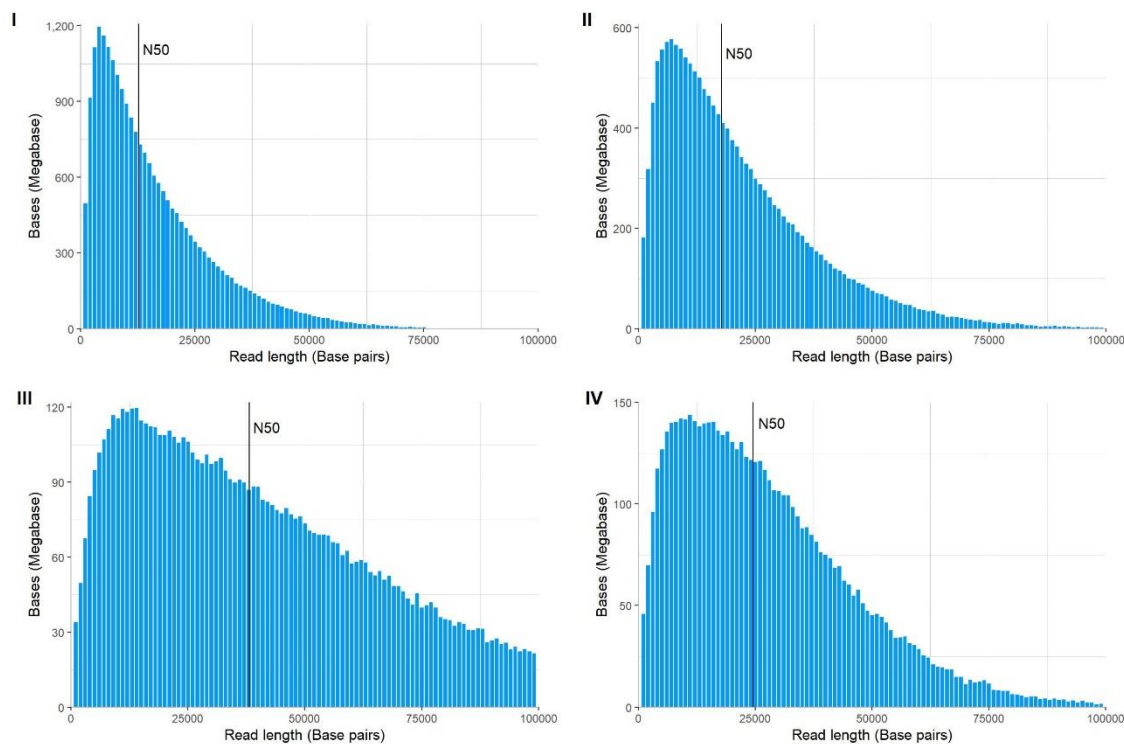 I
1,200
900
600
300
0
Bases (Megabase)
N50
0 25000 50000 75000 100000
Read length (Base pairs)
II
600
400
200
0
Bases (Megabase)
N50
0 25000 50000 75000 100000
Read length (Base pairs)
III
120
90
60
30
0
Bases (Megabase)
N50
0 25000 50000 75000 100000
Read length (Base pairs)
IV
150
100
50
0
Bases (Megabase)
N50
0 25000 50000 75000 100000
Read length (Base pairs)